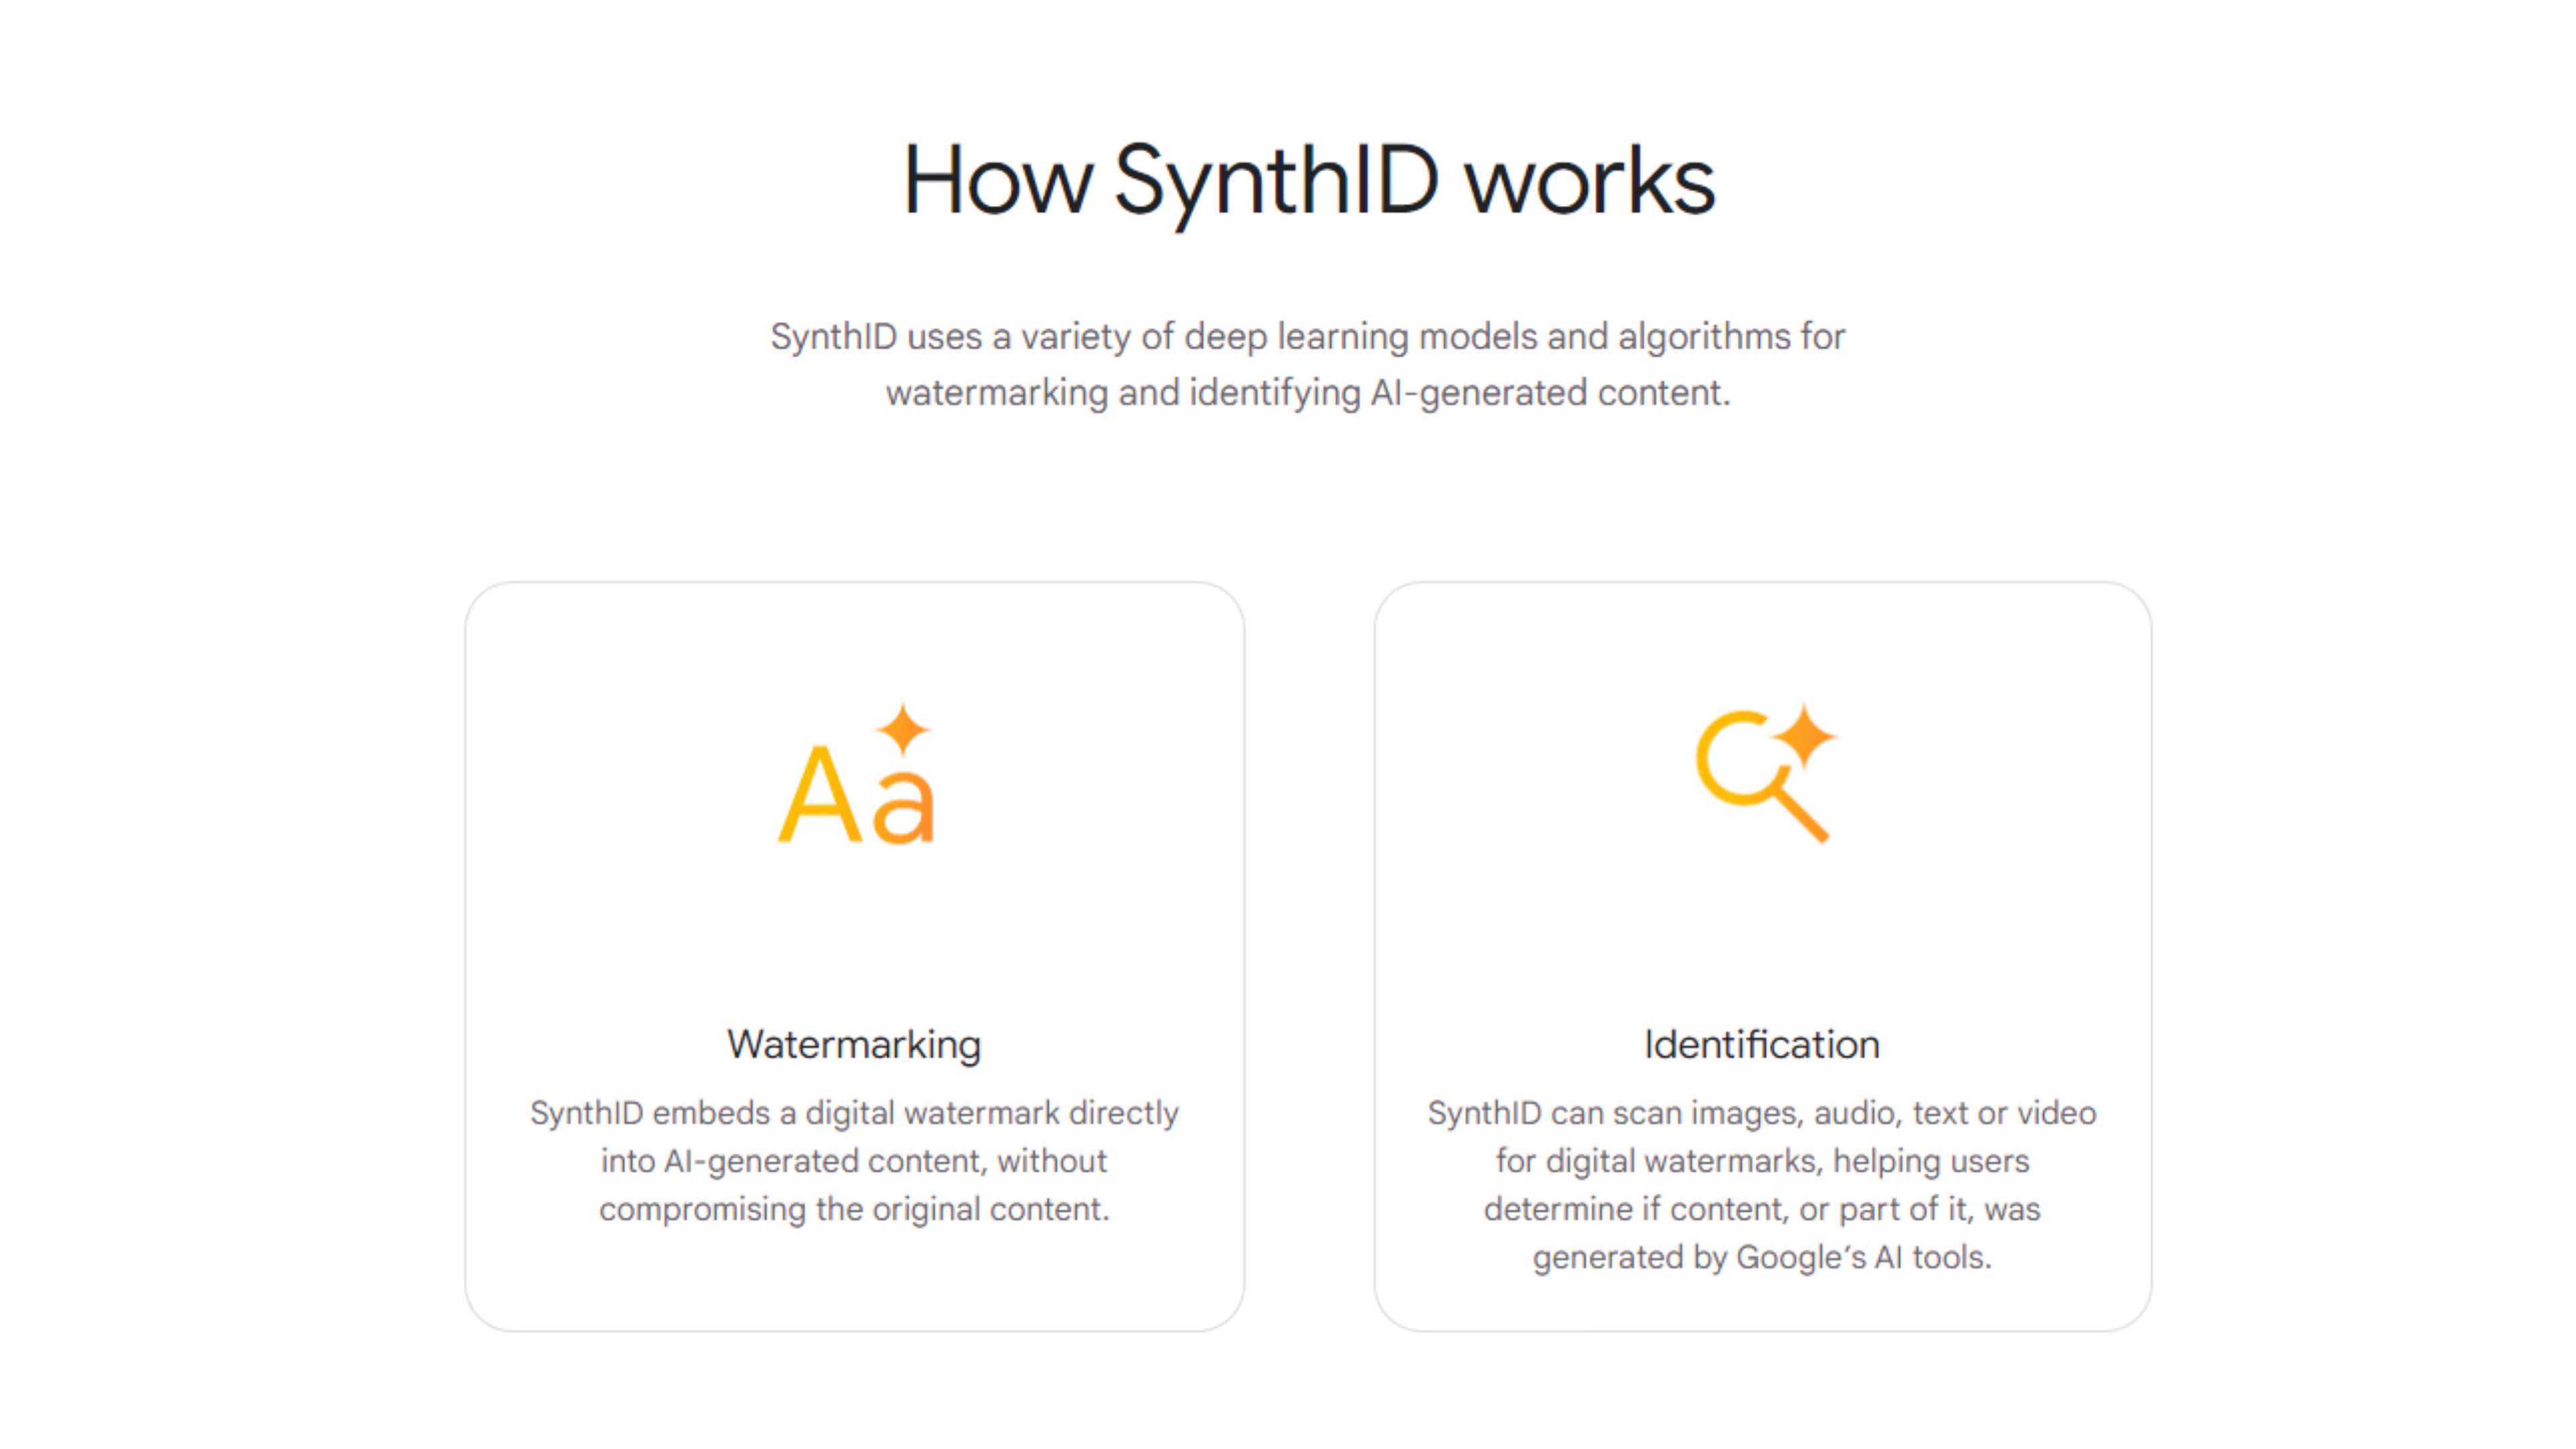 How SynthID works
SynthID uses a variety of deep learning models and algorithms for
watermarking and identifying AI-generated content.
Aa
Watermarking
SynthID embeds a digital watermark directly
into AI-generated content, without
compromising the original content.
Identification
SynthID can scan images, audio, text or video
for digital watermarks, helping users
determine if content, or part of it, was
generated by Google’s AI tools.